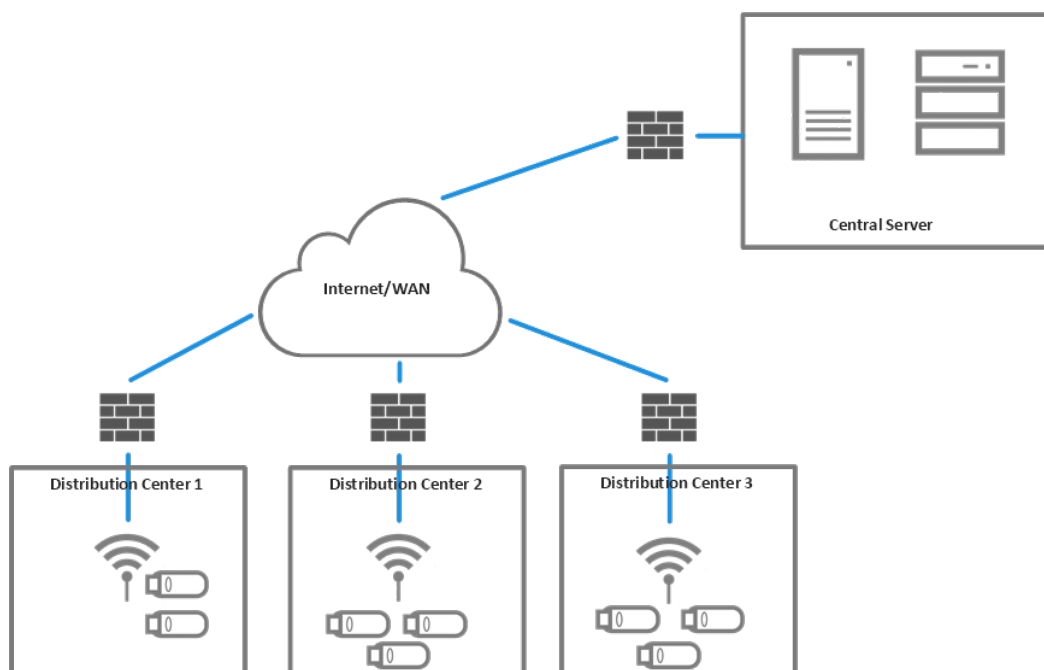 Central Server
Internet/WAN
Distribution Center 1
Distribution Center 2
Distribution Center 3